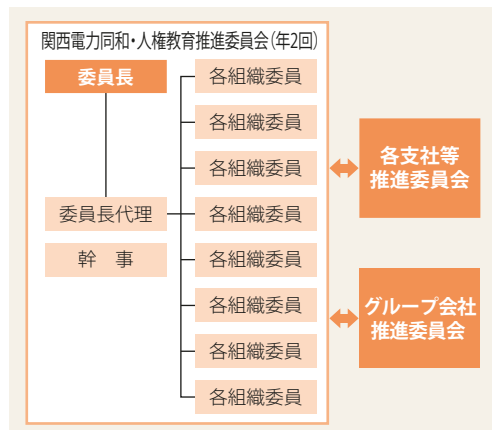 関西電力同和・人権教育推進委員会(年2回)
委員長
委員長代理
幹　事
各組織委員
各組織委員
各組織委員
各組織委員
各組織委員
各組織委員
各組織委員
各組織委員
各支社等
推進委員会
グループ会社
推進委員会